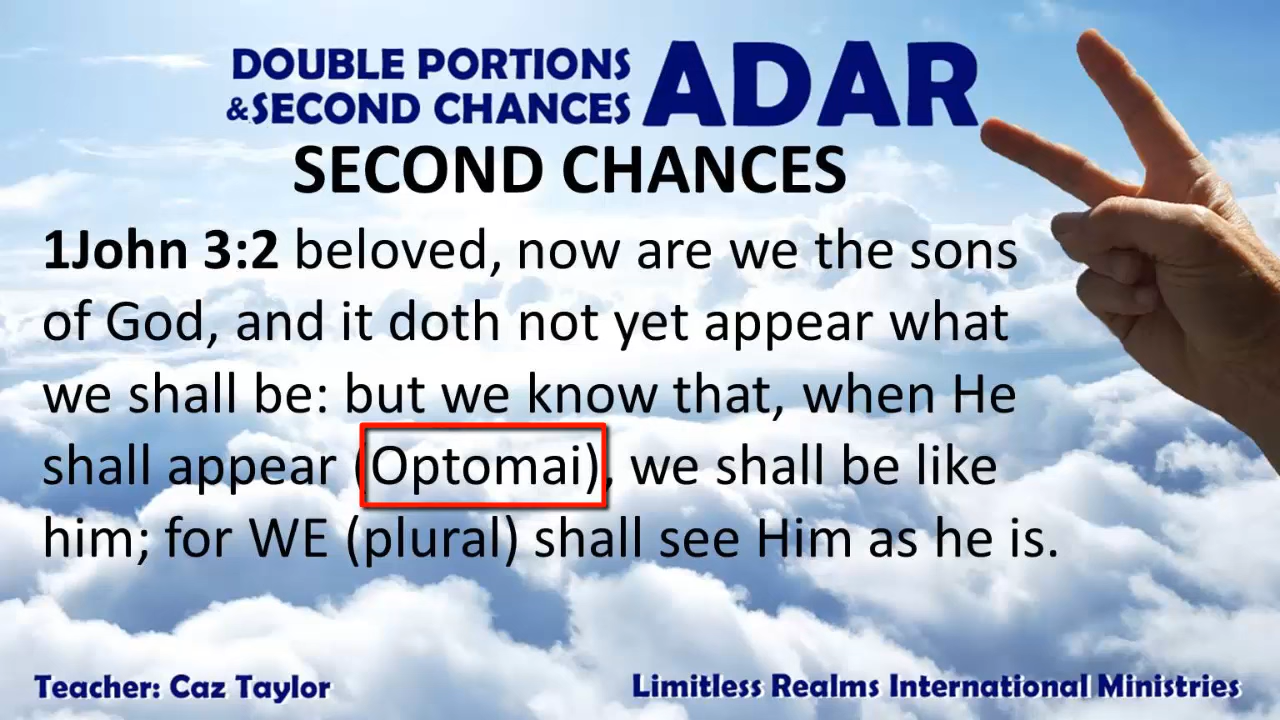 DOUBLE PORTIONS
&SECOND CHANCES
ADAR
SECOND CHANCES
1John 3:2 beloved, now are we the sons
of God, and it doth not yet appear what
we shall be: but we know that, when He
shall appear (Optomai), we shall be like
him; for WE (plural) shall see Him as he is.
Teacher: Caz Taylor
Limitless Realms International Ministries